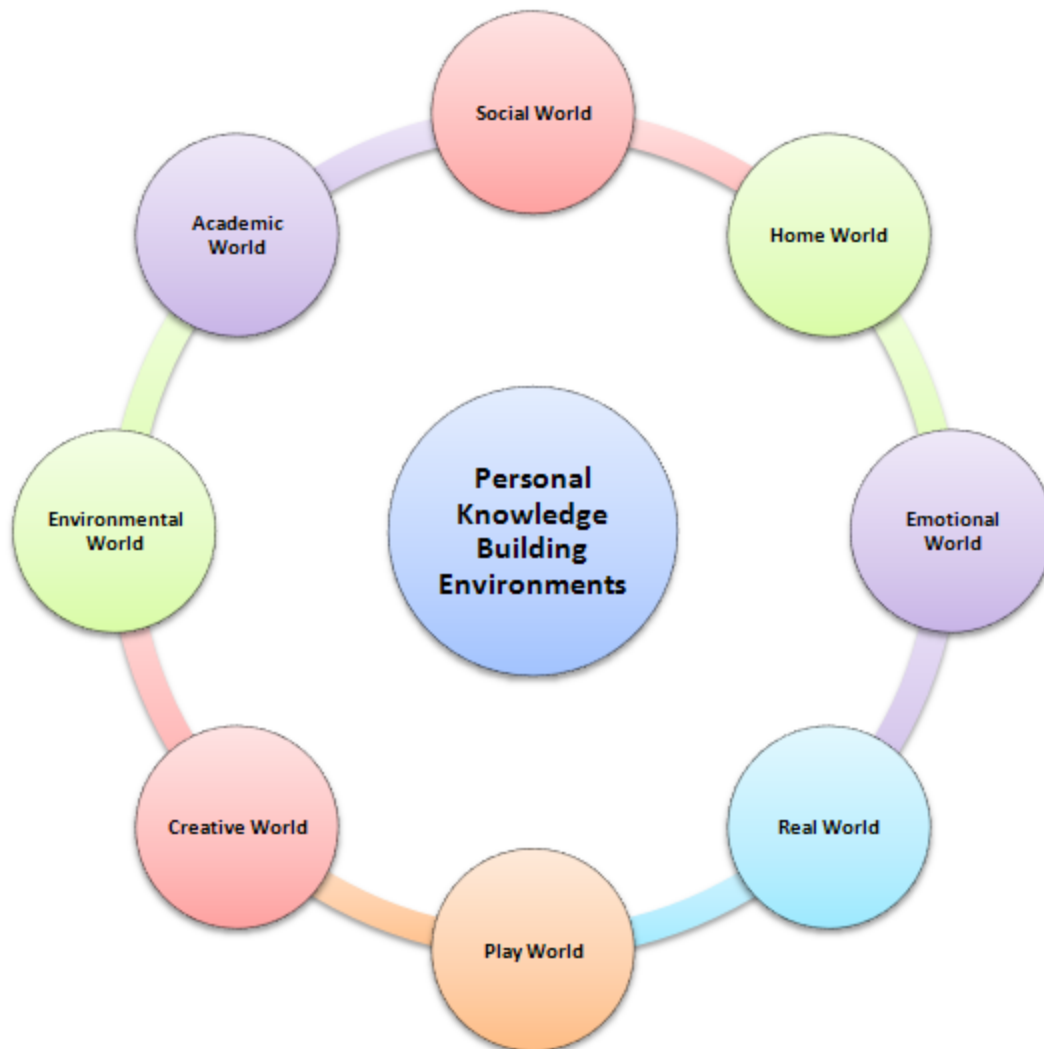 Social World
Academic
World
Home World
Personal
Knowledge
Building
Environments
Environmental
World
Emotional
World
Creative World
Real World
Play World